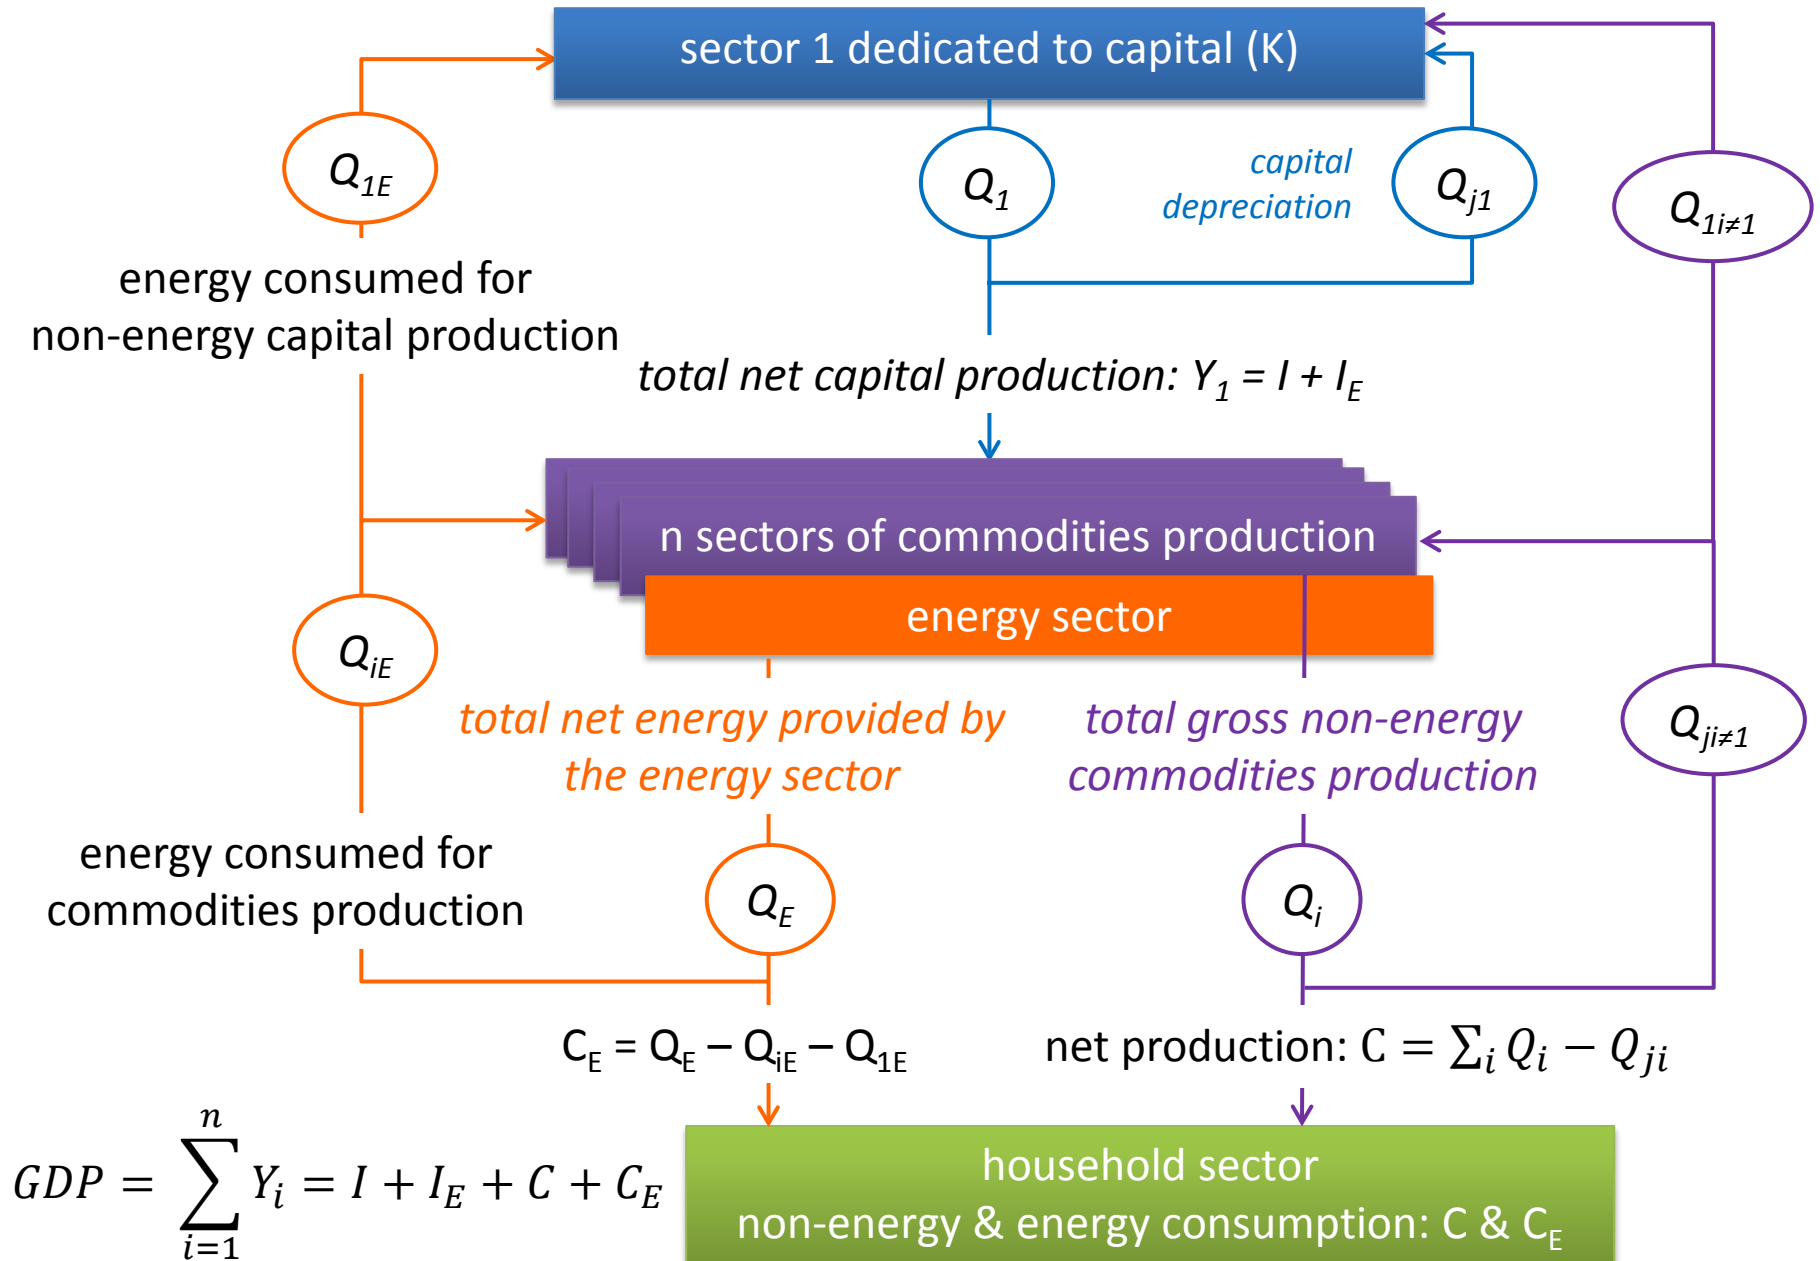 sector 1 dedicated to capital (K)
Q1E
Q1
capital
depreciation
Qj1
Q1i≠1
energy consumed for
non-energy capital production
total net capital production: Y1 = I + IE
n sectors of commodities production
energy sector
QiE
total net energy provided by
the energy sector
total gross non-energy
commodities production
Qji≠1
energy consumed for
commodities production
QE
Qi
CE = QE – QiE – Q1E
net production: C = ∑i Qi − Qji
GDP = ∑i=1n Yi = I + IE + C + CE
household sector
non-energy & energy consumption: C & CE